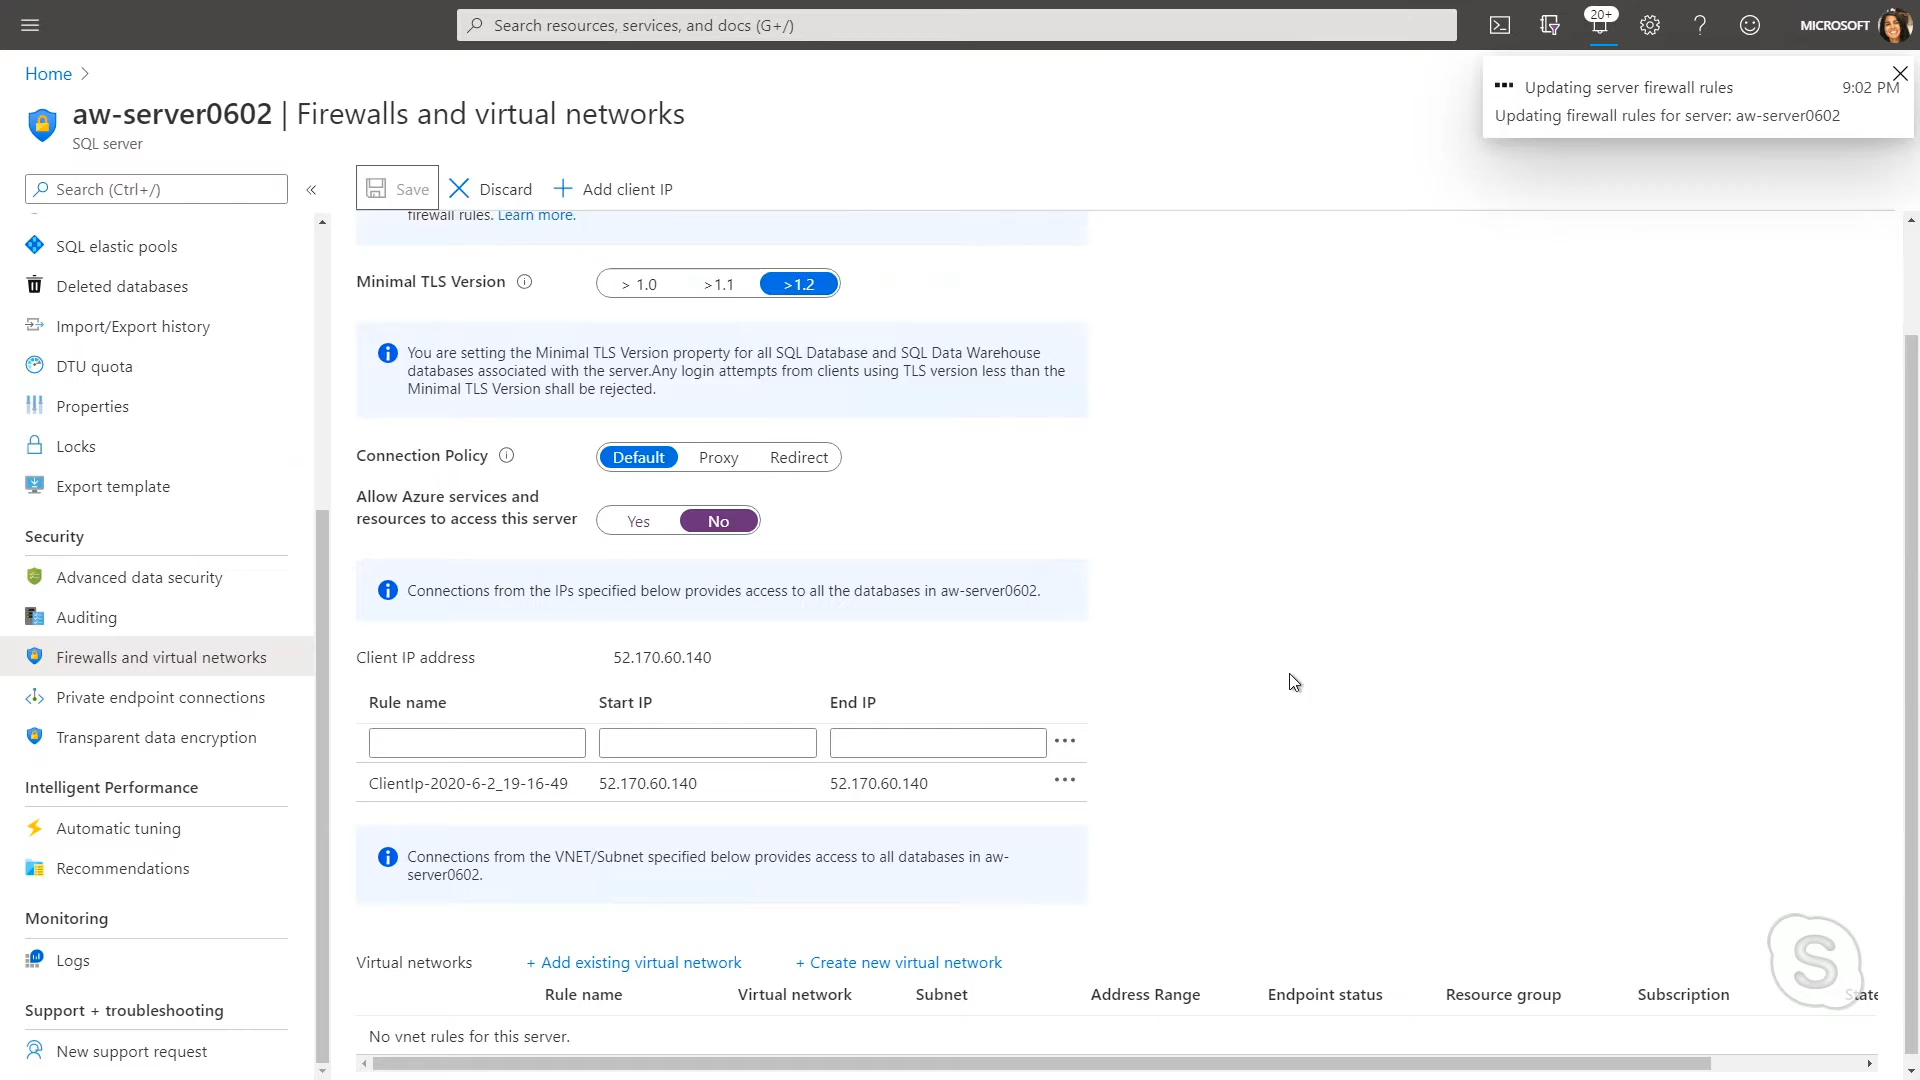 Search resources, services, and docs (G+/)
20+
MICROSOFT
Home
Updating server firewall rules 9:02 PM
Updating firewall rules for server: aw-server0602
aw-server0602 | Firewalls and virtual networks
SQL server
Search (Ctrl+/)
«
Save
Discard
Add client IP
SQL elastic pools
Deleted databases
Import/Export history
DTU quota
Properties
Locks
Export template
Security
Advanced data security
Auditing
Firewalls and virtual networks
Private endpoint connections
Transparent data encryption
Intelligent Performance
Automatic tuning
Recommendations
Monitoring
Logs
Support + troubleshooting
New support request
firewall rules. Learn more.
Minimal TLS Version
> 1.0 >1.1 >1.2
You are setting the Minimal TLS Version property for all SQL Database and SQL Data Warehouse
databases associated with the server.Any login attempts from clients using TLS version less than the
Minimal TLS Version shall be rejected.
Connection Policy
Default Proxy Redirect
Allow Azure services and
resources to access this server
Yes No
Connections from the IPs specified below provides access to all the databases in aw-server0602.
Client IP address 52.170.60.140
Rule name Start IP End IP
ClientIp-2020-6-2_19-16-49 52.170.60.140 52.170.60.140
Connections from the VNET/Subnet specified below provides access to all databases in aw-
server0602.
Virtual networks + Add existing virtual network + Create new virtual network
Rule name Virtual network Subnet Address Range Endpoint status Resource group Subscription State
No vnet rules for this server.